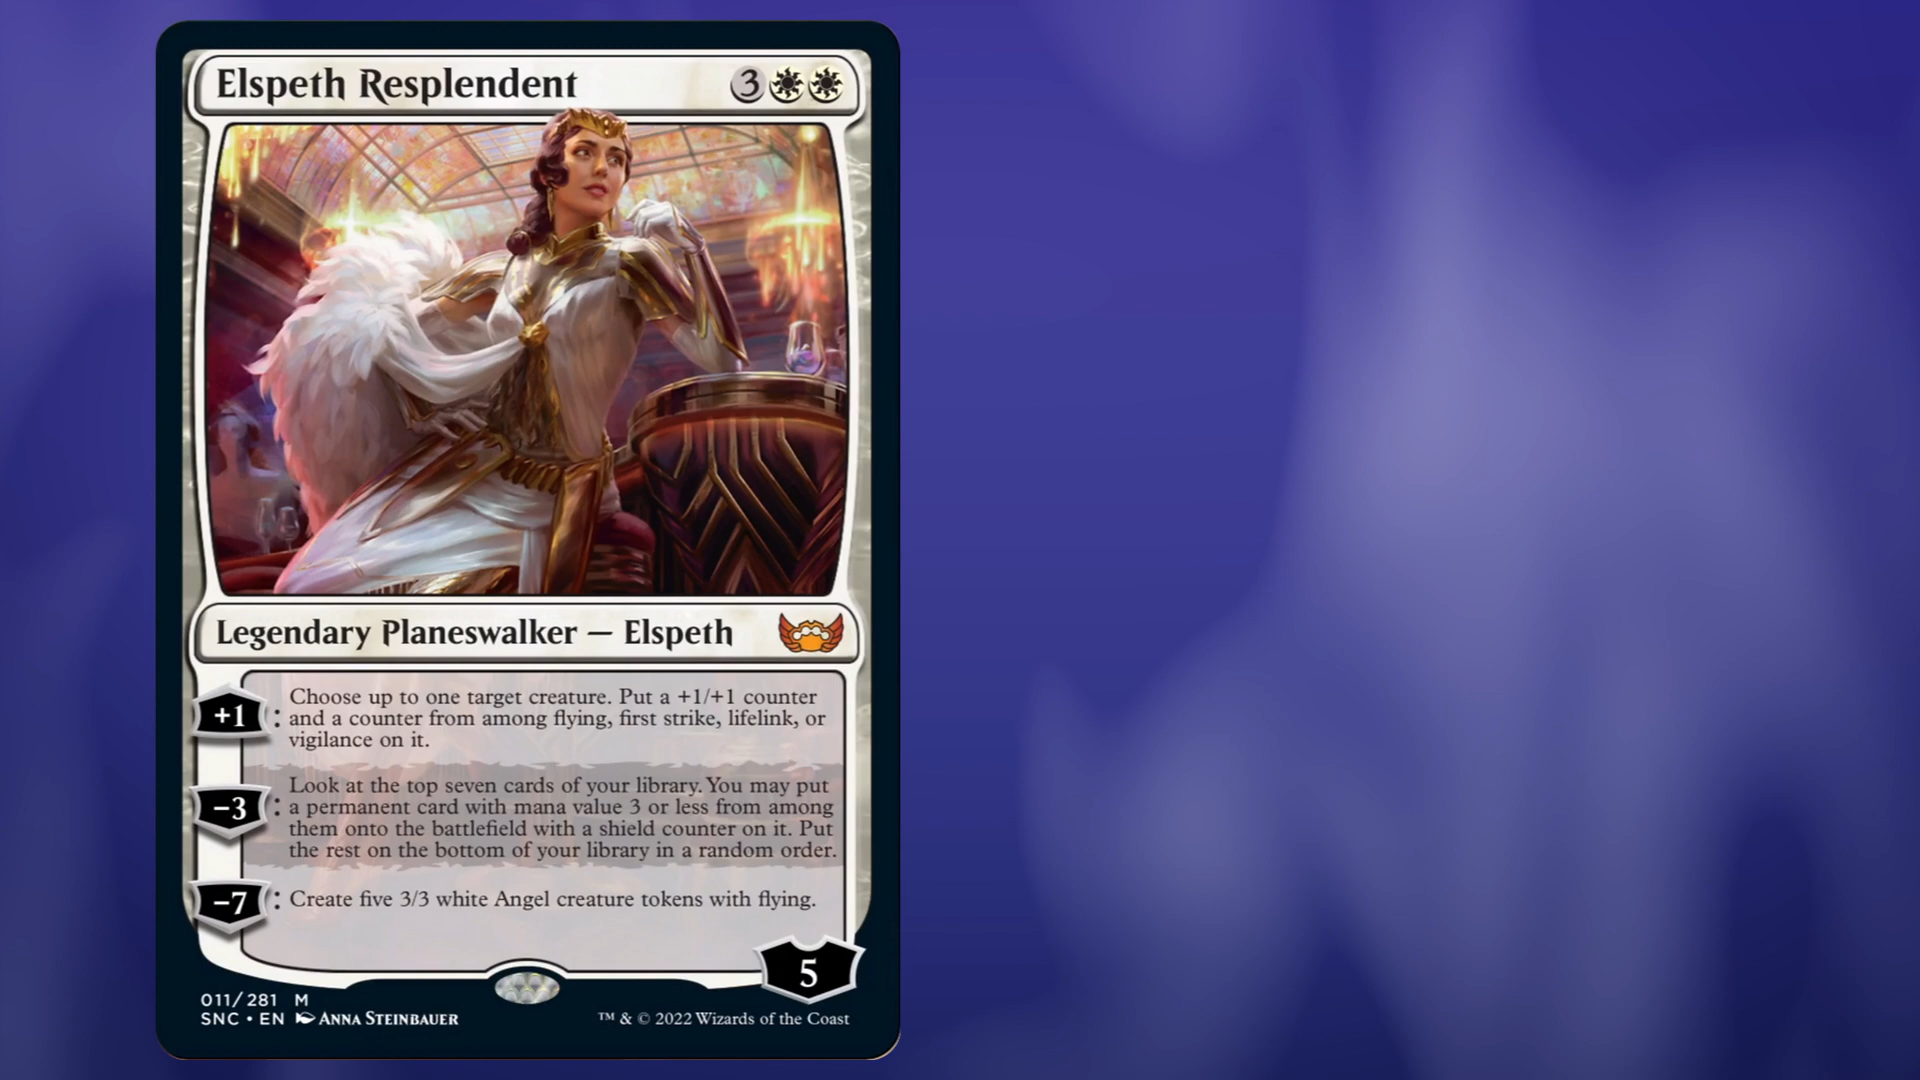 Elspeth Resplendent 3
Legendary Planeswalker — Elspeth
+1: Choose up to one target creature. Put a +1/+1 counter
and a counter from among flying, first strike, lifelink, or
vigilance on it.
−3: Look at the top seven cards of your library. You may put
a permanent card with mana value 3 or less from among
them onto the battlefield with a shield counter on it. Put
the rest on the bottom of your library in a random order.
−7: Create five 3/3 white Angel creature tokens with flying.
5
011/281 M
SNC • EN Anna Steinbauer
™ & © 2022 Wizards of the Coast